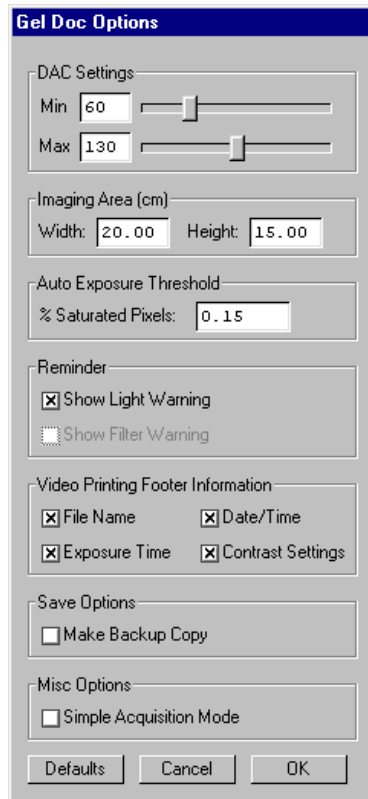 Gel Doc Options
DAC Settings
Min 60
Max 130
Imaging Area (cm)
Width: 20.00 Height: 15.00
Auto Exposure Threshold
% Saturated Pixels: 0.15
Reminder
Show Light Warning
Show Filter Warning
Video Printing Footer Information
File Name Date/Time
Exposure Time Contrast Settings
Save Options
Make Backup Copy
Misc Options
Simple Acquisition Mode
Defaults Cancel OK